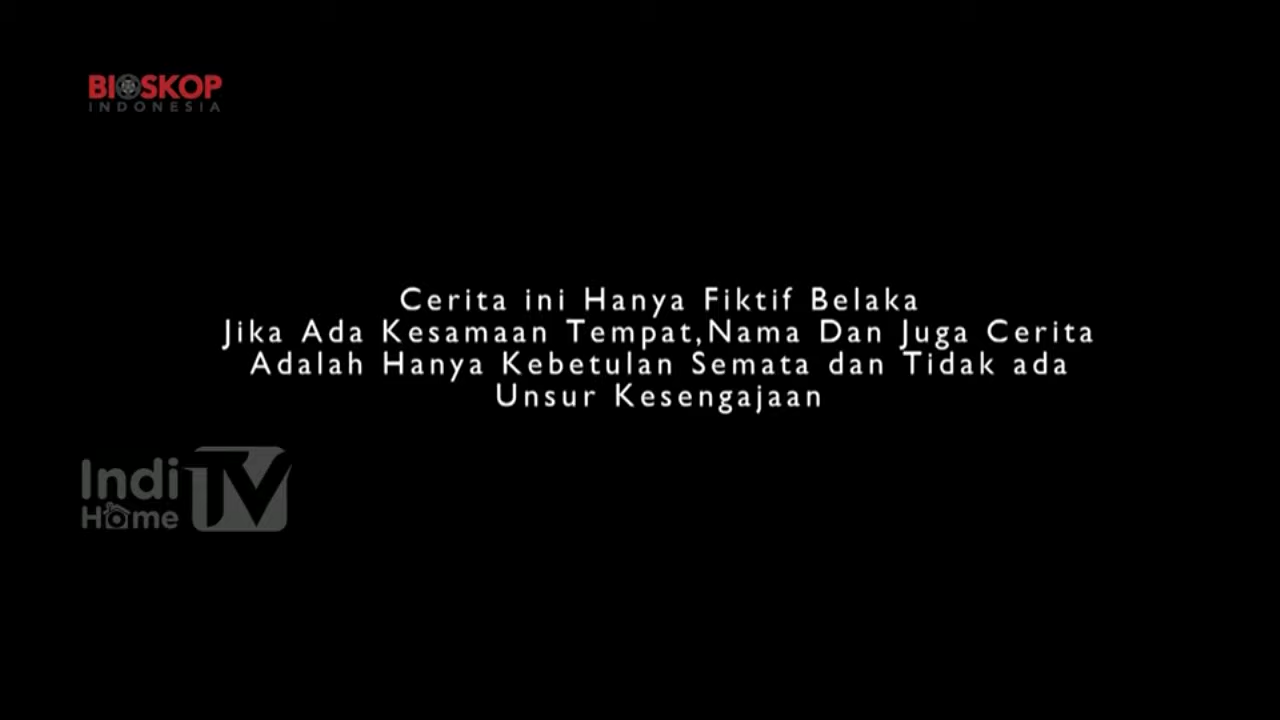 BIOSKOP
INDONESIA
Cerita ini Hanya Fiktif Belaka
Jika Ada Kesamaan Tempat,Nama Dan Juga Cerita
Adalah Hanya Kebetulan Semata dan Tidak ada
Unsur Kesengajaan
Indi
Home
TV